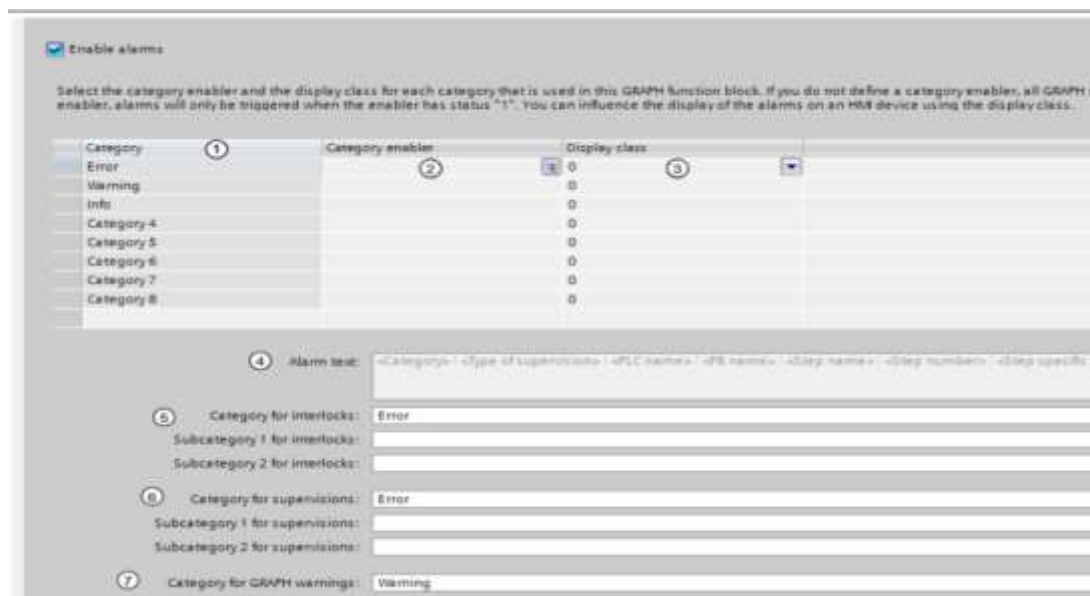 Enable alarms
Select the category enabler and the display class for each category that is used in this GRAPH function block. If you do not define a category enabler, all GRAPH
enabler, alarms will only be triggered when the enabler has status "1". You can influence the display of the alarms on an HMI device using the display class.
Category 1 Category enabler Display class
Error 2 0 3
Warning 0
Info 0
Category 4 0
Category 5 0
Category 6 0
Category 7 0
Category 8 0
4 Alarm text: <Category> : <Type of supervision> : <PLC name> : <FB name> : <Step name> : <Step number> : <Step specific
5 Category for interlocks: Error
Subcategory 1 for interlocks:
Subcategory 2 for interlocks:
6 Category for supervisions: Error
Subcategory 1 for supervisions:
Subcategory 2 for supervisions:
7 Category for GRAPH warnings: Warning